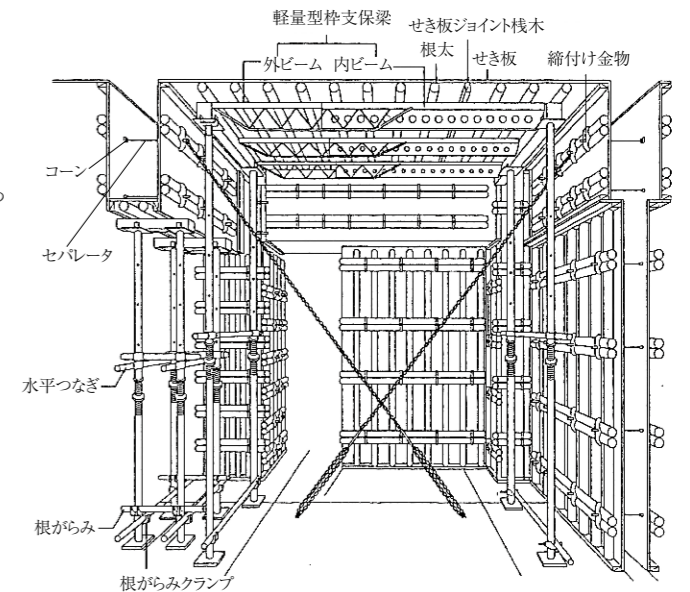 軽量型枠支保梁
せき板ジョイント桟木
外ビーム 内ビーム
根太
せき板
締付け金物
コーン
セパレータ
水平つなぎ
根がらみ
根がらみクランプ